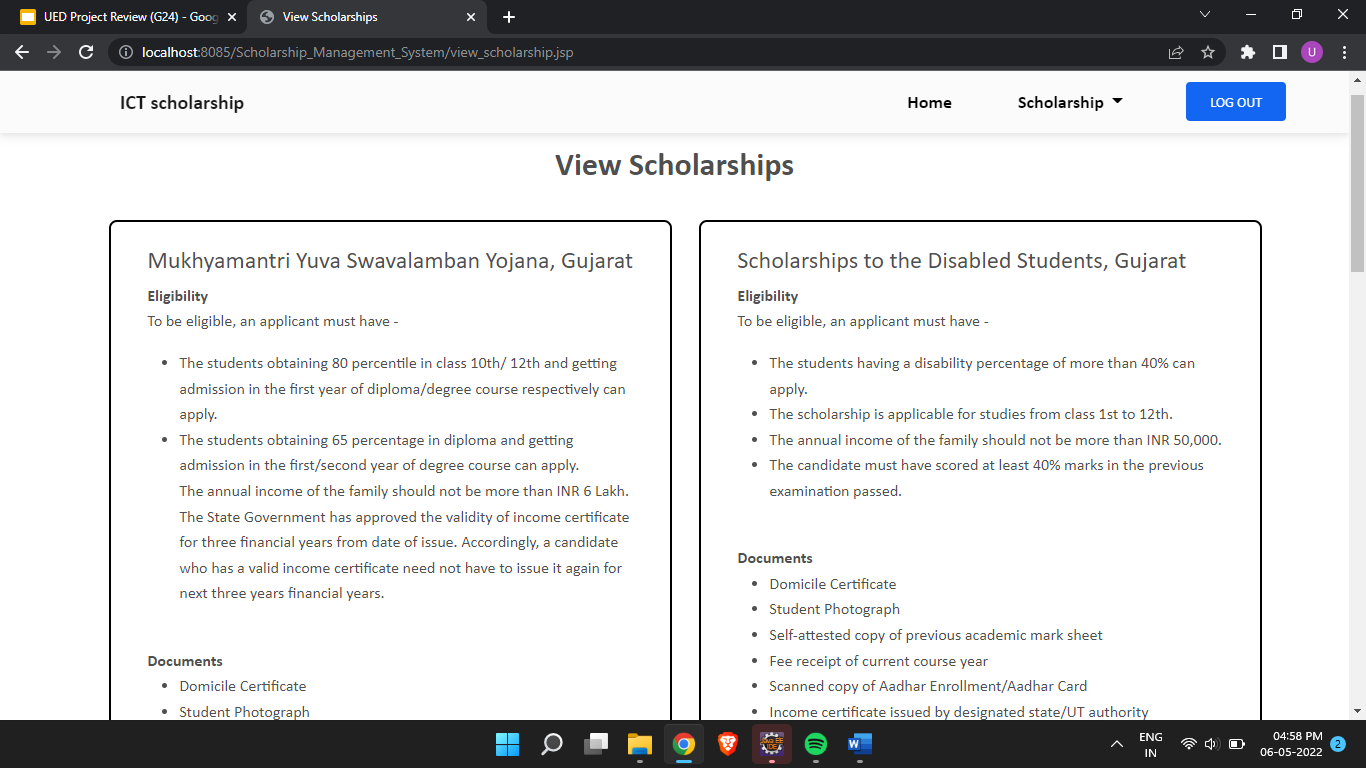 UED Project Review (G24) - Goog
View Scholarships
localhost:8085/Scholarship_Management_System/view_scholarship.jsp
U
ICT scholarship
Home
Scholarship
LOG OUT
View Scholarships
Mukhyamantri Yuva Swavalamban Yojana, Gujarat
Eligibility
To be eligible, an applicant must have -
The students obtaining 80 percentile in class 10th/ 12th and getting
admission in the first year of diploma/degree course respectively can
apply.
The students obtaining 65 percentage in diploma and getting
admission in the first/second year of degree course can apply.
The annual income of the family should not be more than INR 6 Lakh.
The State Government has approved the validity of income certificate
for three financial years from date of issue. Accordingly, a candidate
who has a valid income certificate need not have to issue it again for
next three years financial years.
Documents
Domicile Certificate
Student Photograph
Scholarships to the Disabled Students, Gujarat
Eligibility
To be eligible, an applicant must have -
The students having a disability percentage of more than 40% can
apply.
The scholarship is applicable for studies from class 1st to 12th.
The annual income of the family should not be more than INR 50,000.
The candidate must have scored at least 40% marks in the previous
examination passed.
Documents
Domicile Certificate
Student Photograph
Self-attested copy of previous academic mark sheet
Fee receipt of current course year
Scanned copy of Aadhar Enrollment/Aadhar Card
Income certificate issued by designated state/UT authority
ENG
IN
04:58 PM
06-05-2022
2